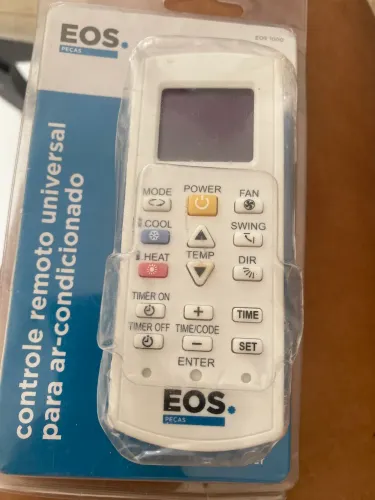 EOS.
PEÇAS
controle remoto universal
para ar-condicionado
MODE POWER FAN
COOL SWING
HEAT TEMP DIR
TIMER ON + TIME
TIMER OFF TIME/CODE SET
−
ENTER
EOS.
PEÇAS